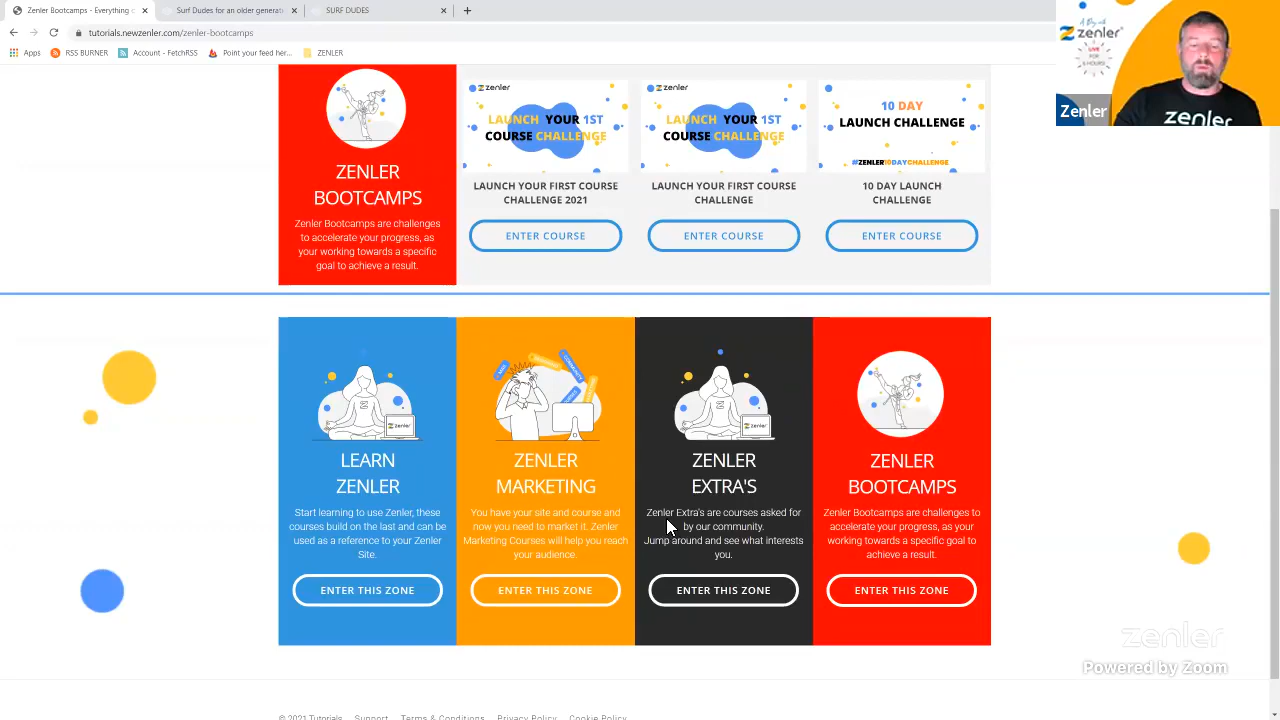 Zenler Bootcamps - Everything c
Surf Dudes for an older generat
SURF DUDES
tutorials.newzenler.com/zenler-bootcamps
Apps
RSS BURNER
Account - FetchRSS
Point your feed her...
ZENLER
A Day with
zenler
LIVE
FOR
Zenler
zenler
ZENLER
BOOTCAMPS
Zenler Bootcamps are challenges
to accelerate your progress, as
your working towards a specific
goal to achieve a result.
zenler
LAUNCH YOUR 1ST
COURSE CHALLENGE
LAUNCH YOUR FIRST COURSE
CHALLENGE 2021
ENTER COURSE
zenler
LAUNCH YOUR 1ST
COURSE CHALLENGE
LAUNCH YOUR FIRST COURSE
CHALLENGE
ENTER COURSE
10 DAY
LAUNCH CHALLENGE
#ZENLER10DAYCHALLENGE
10 DAY LAUNCH
CHALLENGE
ENTER COURSE
LEARN
ZENLER
Start learning to use Zenler, these
courses build on the last and can be
used as a reference to your Zenler
Site.
ENTER THIS ZONE
ZENLER
MARKETING
You have your site and course and
now you need to market it. Zenler
Marketing Courses will help you reach
your audience.
ENTER THIS ZONE
zenler
ZENLER
EXTRA'S
Zenler Extra's are courses asked for
by our community.
Jump around and see what interests
you.
ENTER THIS ZONE
ZENLER
BOOTCAMPS
Zenler Bootcamps are challenges to
accelerate your progress, as your
working towards a specific goal to
achieve a result.
ENTER THIS ZONE
zenler
Powered by Zoom
© 2021 Tutorials Support Terms & Conditions Privacy Policy Cookie Policy